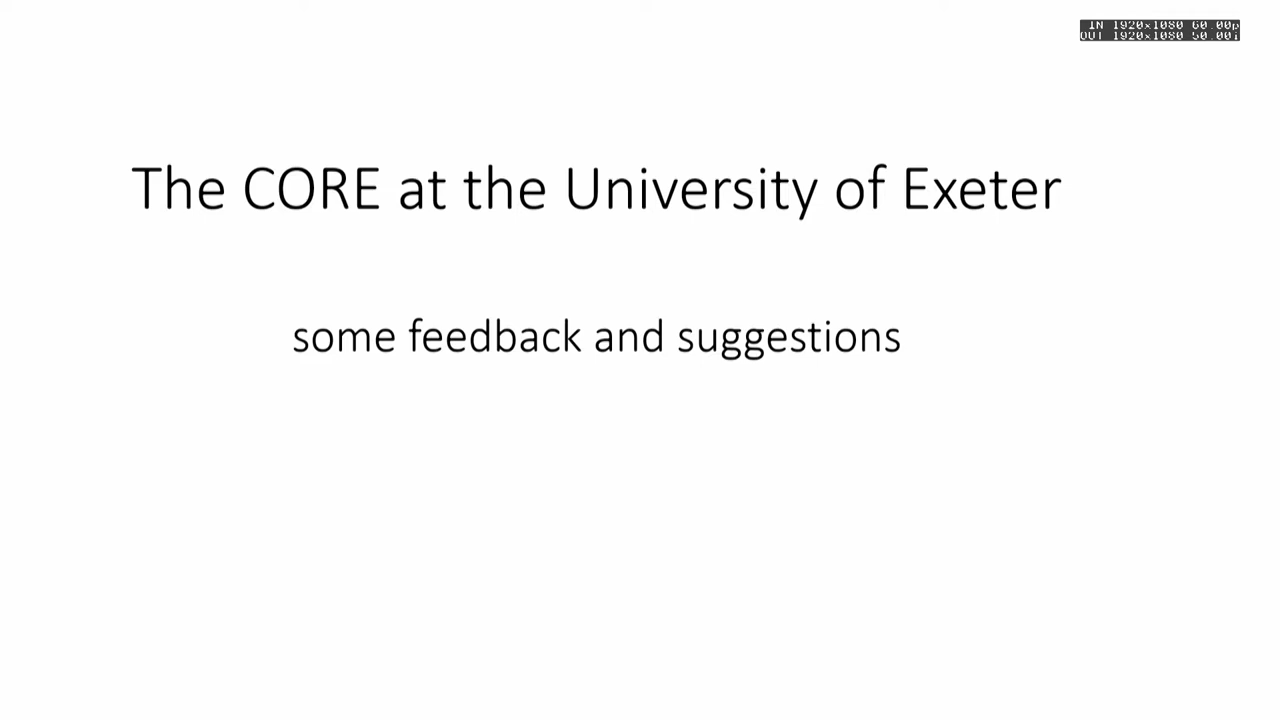 IN 1920x1080 60.00p
OUT 1920x1080 50.00i
The CORE at the University of Exeter
some feedback and suggestions